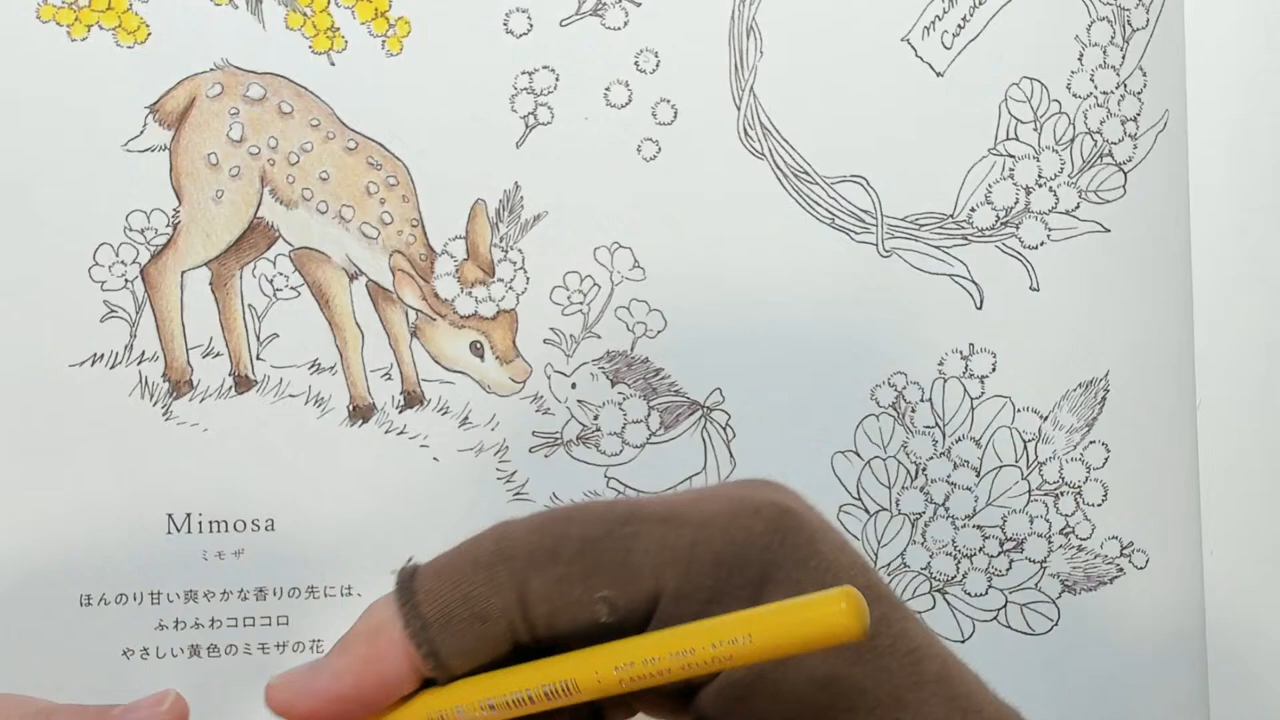 Mimosa
ミモザ
ほんのり甘い爽やかな香りの先には、
ふわふわコロコロ
やさしい黄色のミモザの花
CANARY YELLOW